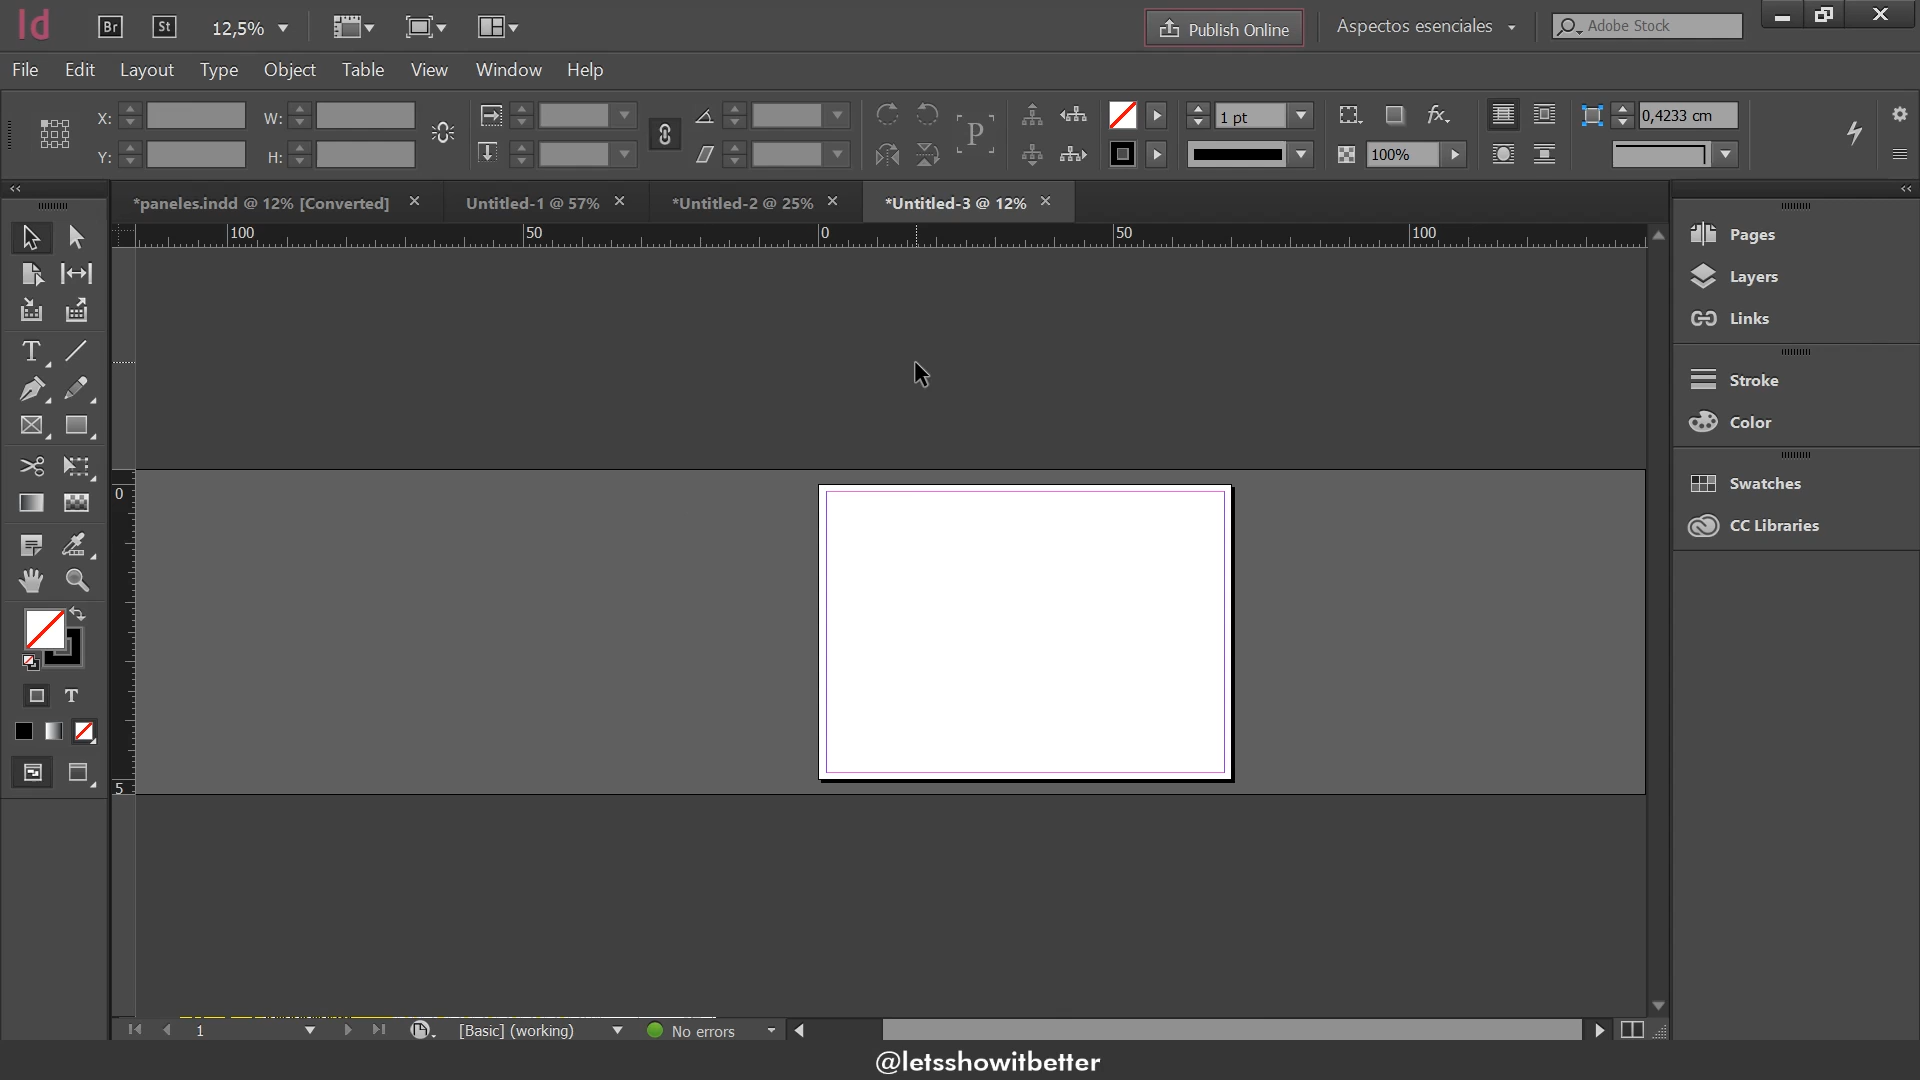 Id Br St 12,5% Publish Online Aspectos esenciales Adobe Stock
File Edit Layout Type Object Table View Window Help
X: W: P 1 pt fx. 0,4233 cm
Y: H: 100%
*paneles.indd @ 12% [Converted] Untitled-1 @ 57% *Untitled-2 @ 25% *Untitled-3 @ 12%
100 50 0 50 100
Pages
Layers
Links
Stroke
Color
Swatches
CC Libraries
T
0
T
5
1 [Basic] (working) No errors
@letsshowitbetter